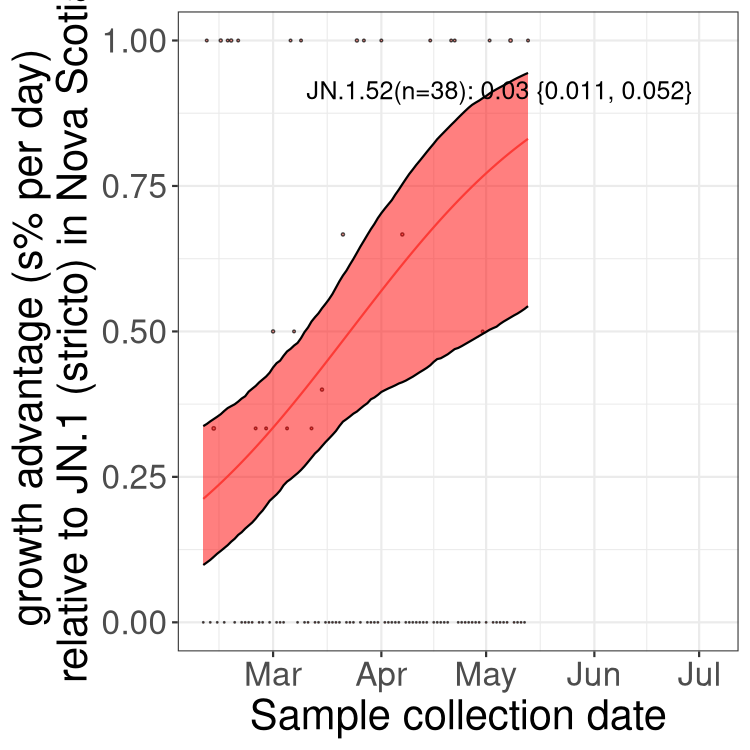 growth advantage (s% per day)
relative to JN.1 (stricto) in Nova Scotia
1.00
JN.1.52(n=38): 0.03 {0.011, 0.052}
0.75
0.50
0.25
0.00
Mar Apr May Jun Jul
Sample collection date